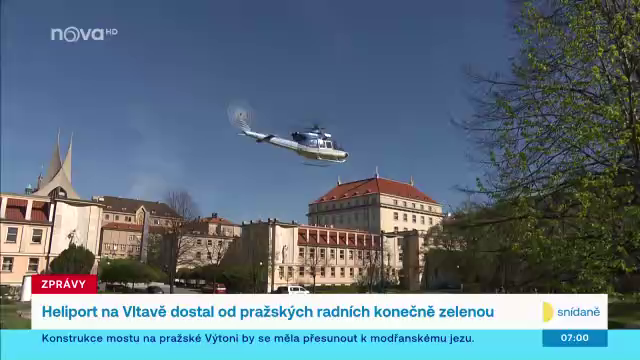 nova HD
ZPRÁVY
Heliport na Vltavě dostal od pražských radních konečně zelenou
snídaně
Konstrukce mostu na pražské Výtoni by se měla přesunout k modřanskému jezu.
07:00